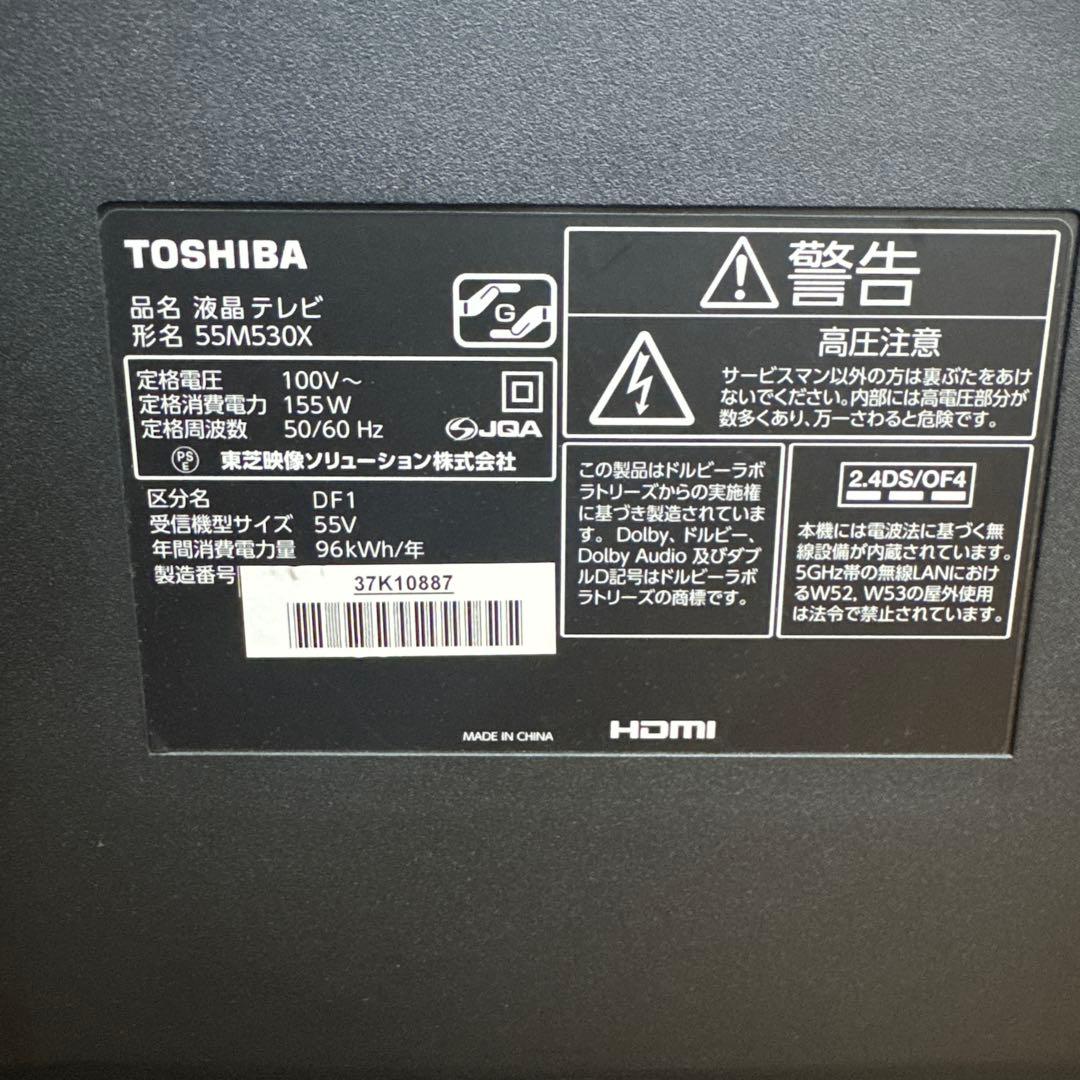 TOSHIBA
品名 液晶テレビ
形名 55M530X
G
定格電圧 100V～
定格消費電力 155W
定格周波数 50/60 Hz
JQA
PS
E
東芝映像ソリューション株式会社
区分名 DF1
受信機型サイズ 55V
年間消費電力量 96kWh/年
製造番号
37K10887
MADE IN CHINA
HDMI
警告
高圧注意
サービスマン以外の方は裏ぶたをあけ
ないでください。内部には高電圧部分が
数多くあり、万一さわると危険です。
この製品はドルビーラボ
ラトリーズからの実施権
に基づき製造されていま
す。 Dolby、ドルビー、
Dolby Audio 及びダブ
ルD記号はドルビーラボ
ラトリーズの商標です。
2.4DS/OF4
本機には電波法に基づく無
線設備が内蔵されています。
5GHz帯の無線LANにおけ
るW52, W53の屋外使用
は法令で禁止されています。